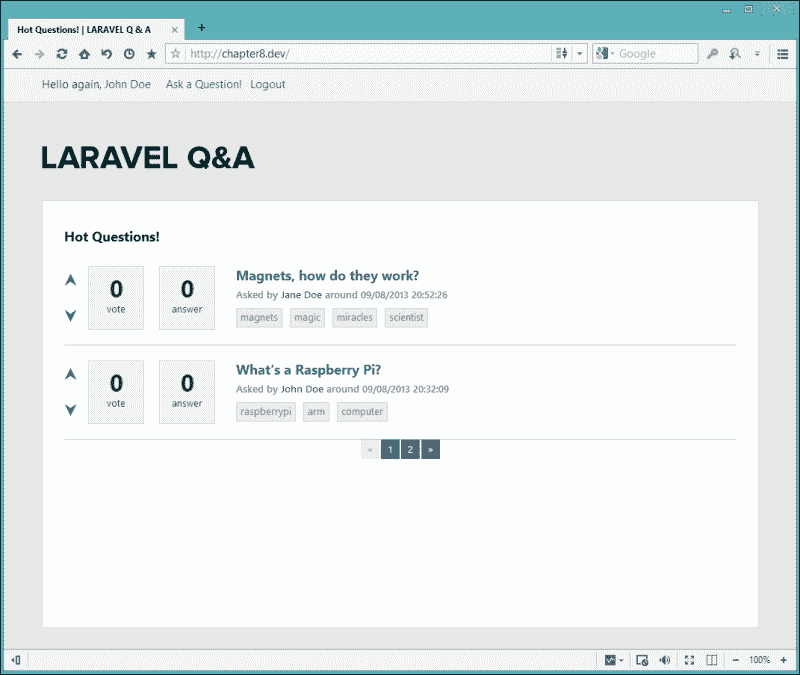 Hot Questions! | LARAVEL Q & A
http://chapter8.dev/
Google
Hello again, John Doe Ask a Question! Logout
LARAVEL Q&A
Hot Questions!
0 vote
0 answer
Magnets, how do they work?
Asked by Jane Doe around 09/08/2013 20:52:26
magnets magic miracles scientist
0 vote
0 answer
What's a Raspberry Pi?
Asked by John Doe around 09/08/2013 20:32:09
raspberrypi arm computer
« 1 2 »
100%